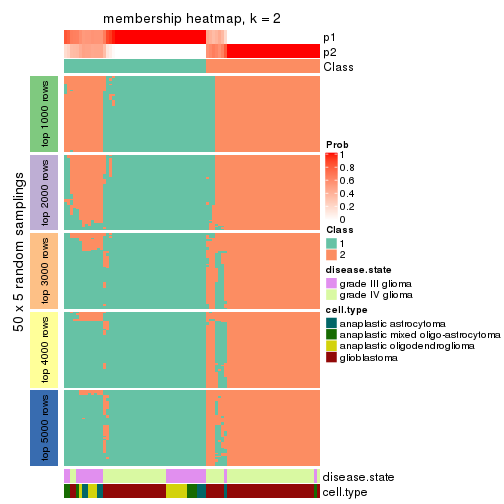 membership heatmap, k = 2
p1
p2
Class
50 x 5 random samplings
top 1000 rows
top 2000 rows
top 3000 rows
top 4000 rows
top 5000 rows
Prob
1
0.8
0.6
0.4
0.2
0
Class
1
2
disease.state
grade III glioma
grade IV glioma
cell.type
anaplastic astrocytoma
anaplastic mixed oligo-astrocytoma
anaplastic oligodendroglioma
glioblastoma
disease.state
cell.type